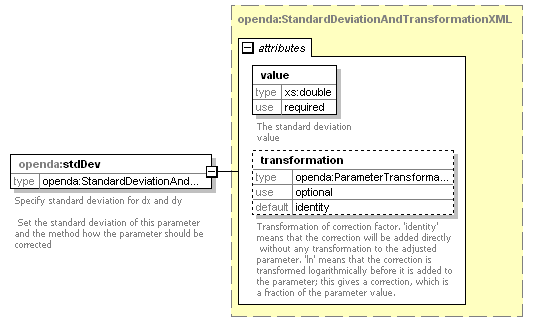 openda:StandardDeviationAndTransformationXML
attributes
value
type xs:double
use required
The standard deviation
value
openda:stdDev
type openda:StandardDeviationAnd...
Specify standard deviation for dx and dy
Set the standard deviation of this parameter
and the method how the parameter should be
corrected
transformation
type openda:ParameterTransforma...
use optional
default identity
Transformation of correction factor. 'identity'
means that the correction will be added directly
without any transformation to the adjusted
parameter. 'ln' means that the correction is
transformed logarithmically before it is added to
the parameter; this gives a correction, which is
a fraction of the parameter value.